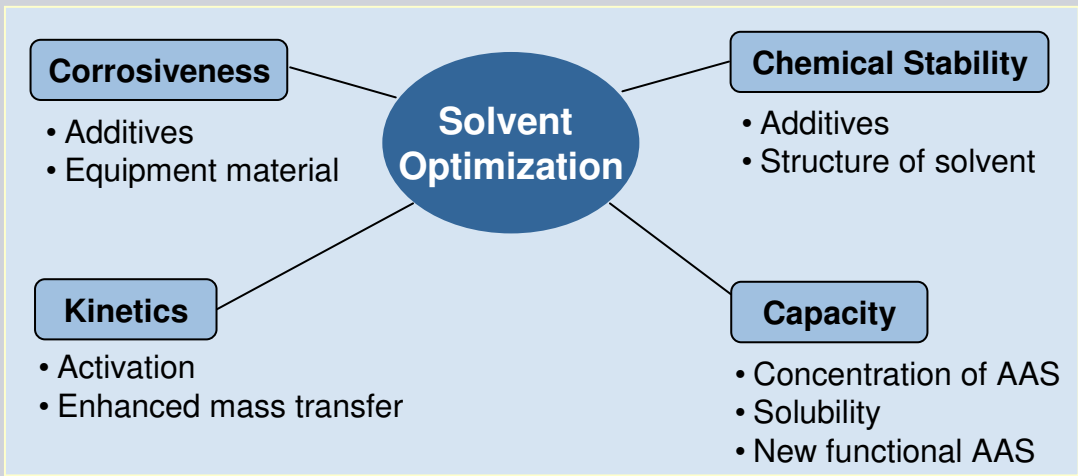 Corrosiveness
• Additives
• Equipment material
Solvent
Optimization
Chemical Stability
• Additives
• Structure of solvent
Kinetics
• Activation
• Enhanced mass transfer
Capacity
• Concentration of AAS
• Solubility
• New functional AAS